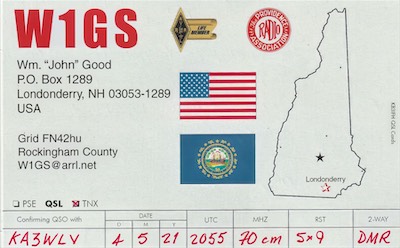 W1GS
LIFE
MEMBER
PROVIDENCE
RADIO
ASSOCIATION
Wm. "John" Good
P.O. Box 1289
Londonderry, NH 03053-1289
USA
Grid FN42hu
Rockingham County
W1GS@arrl.net
Londonderry
PSE QSL TNX
Confirming QSO with DATE UTC MHZ RST 2-WAY
D M Y
KA3WLV 4 5 21 2055 70 cm 5x9 DMR